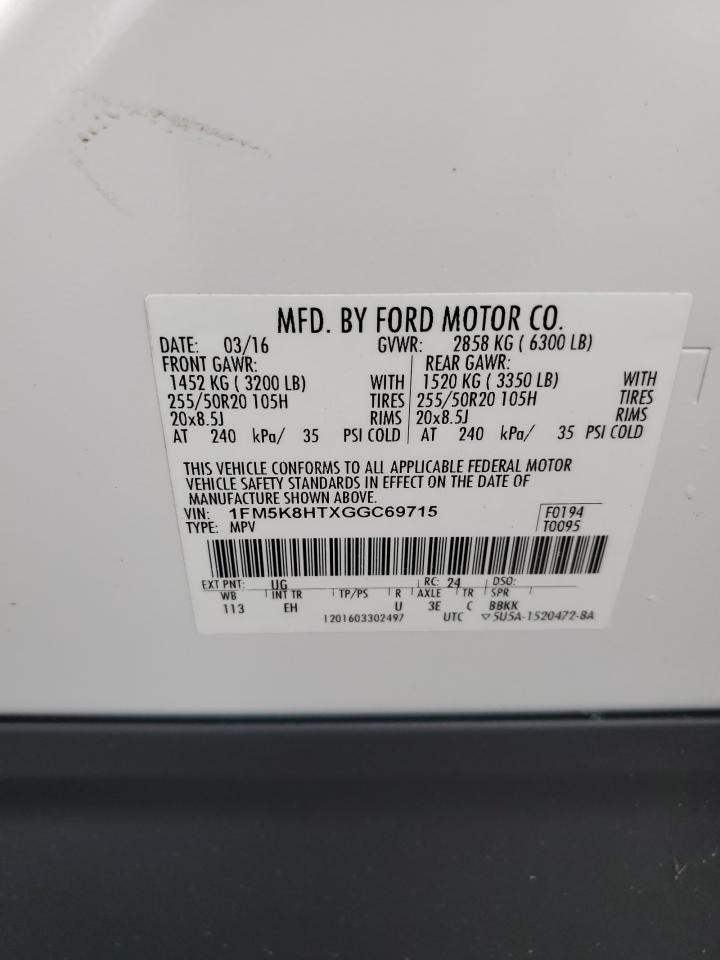 MFD. BY FORD MOTOR CO.
DATE: 03/16 GVWR: 2858 KG ( 6300 LB)
FRONT GAWR: REAR GAWR:
1452 KG ( 3200 LB) WITH 1520 KG ( 3350 LB) WITH
255/50R20 105H TIRES 255/50R20 105H TIRES
20x8.5J RIMS 20x8.5J RIMS
AT 240 kPa/ 35 PSI COLD AT 240 kPa/ 35 PSI COLD
THIS VEHICLE CONFORMS TO ALL APPLICABLE FEDERAL MOTOR
VEHICLE SAFETY STANDARDS IN EFFECT ON THE DATE OF
MANUFACTURE SHOWN ABOVE.
VIN: 1FM5K8HTXGGC69715 F0194
TYPE: MPV T0095
EXT PNT: UG RC: 24 DSO:
WB INT TR TP/PS R AXLE TR SPR
113 EH U 3E C BBKK
1201603302497 UTC ▽5U5A-1520472-BA